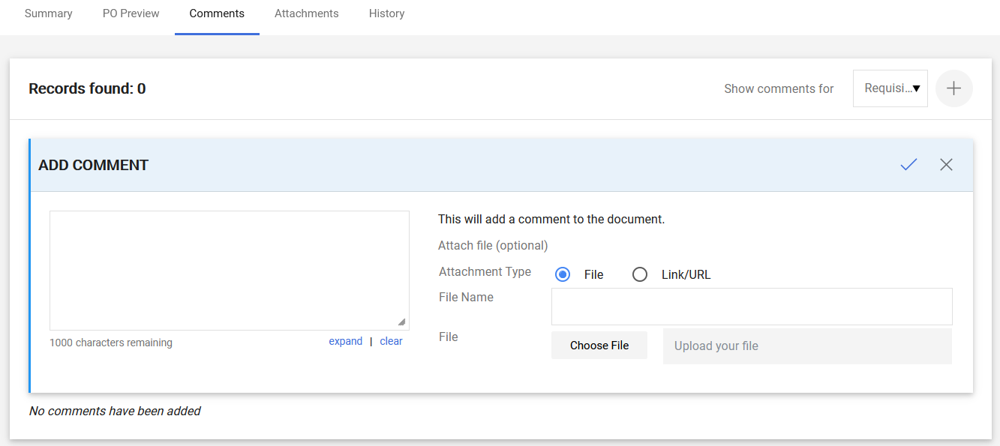 Summary PO Preview Comments Attachments History
Records found: 0 Show comments for Requisi...
ADD COMMENT
This will add a comment to the document.
Attach file (optional)
Attachment Type File Link/URL
File Name
1000 characters remaining expand | clear
File Choose File Upload your file
No comments have been added